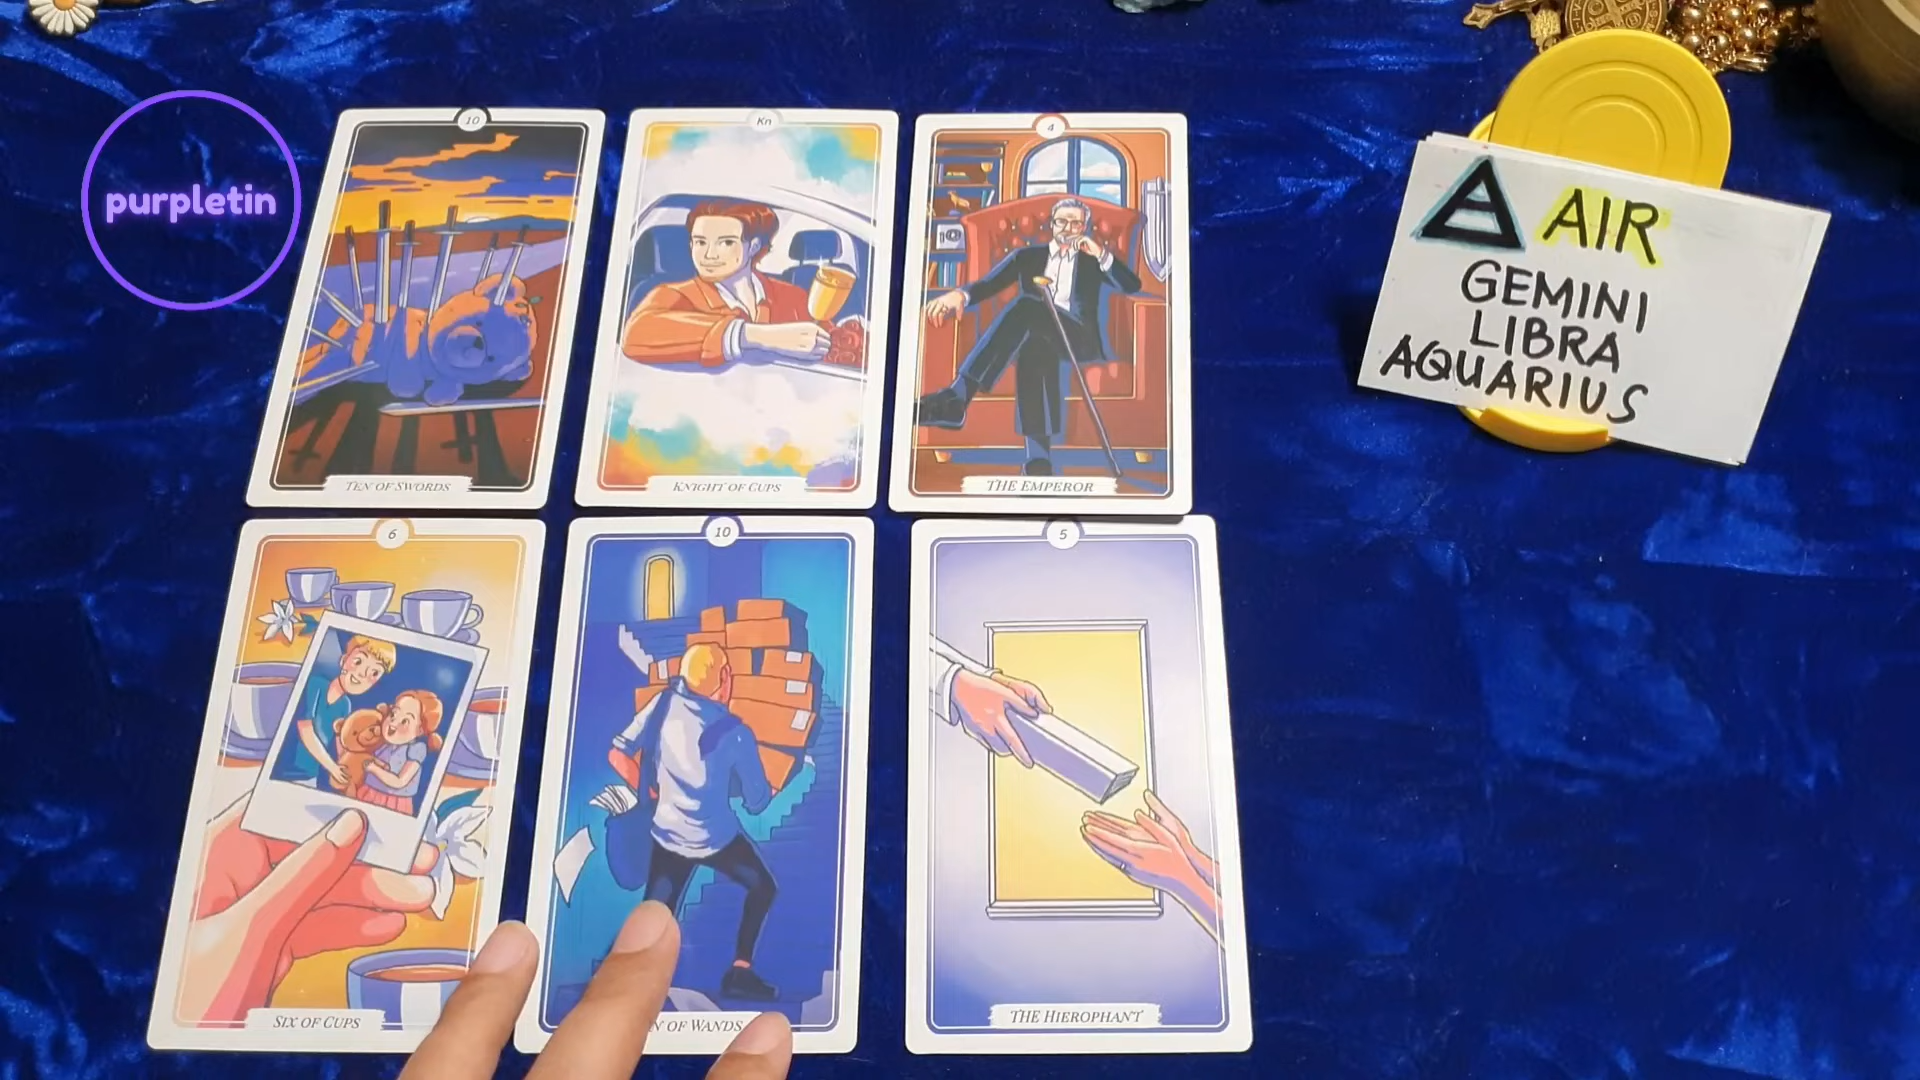 purpletin
10
TEN OF SWORDS
Kn
KNIGHT OF CUPS
4
THE EMPEROR
AIR
GEMINI
LIBRA
AQUARIUS
6
SIX OF CUPS
10
N OF WANDS
5
THE HIEROPHANT